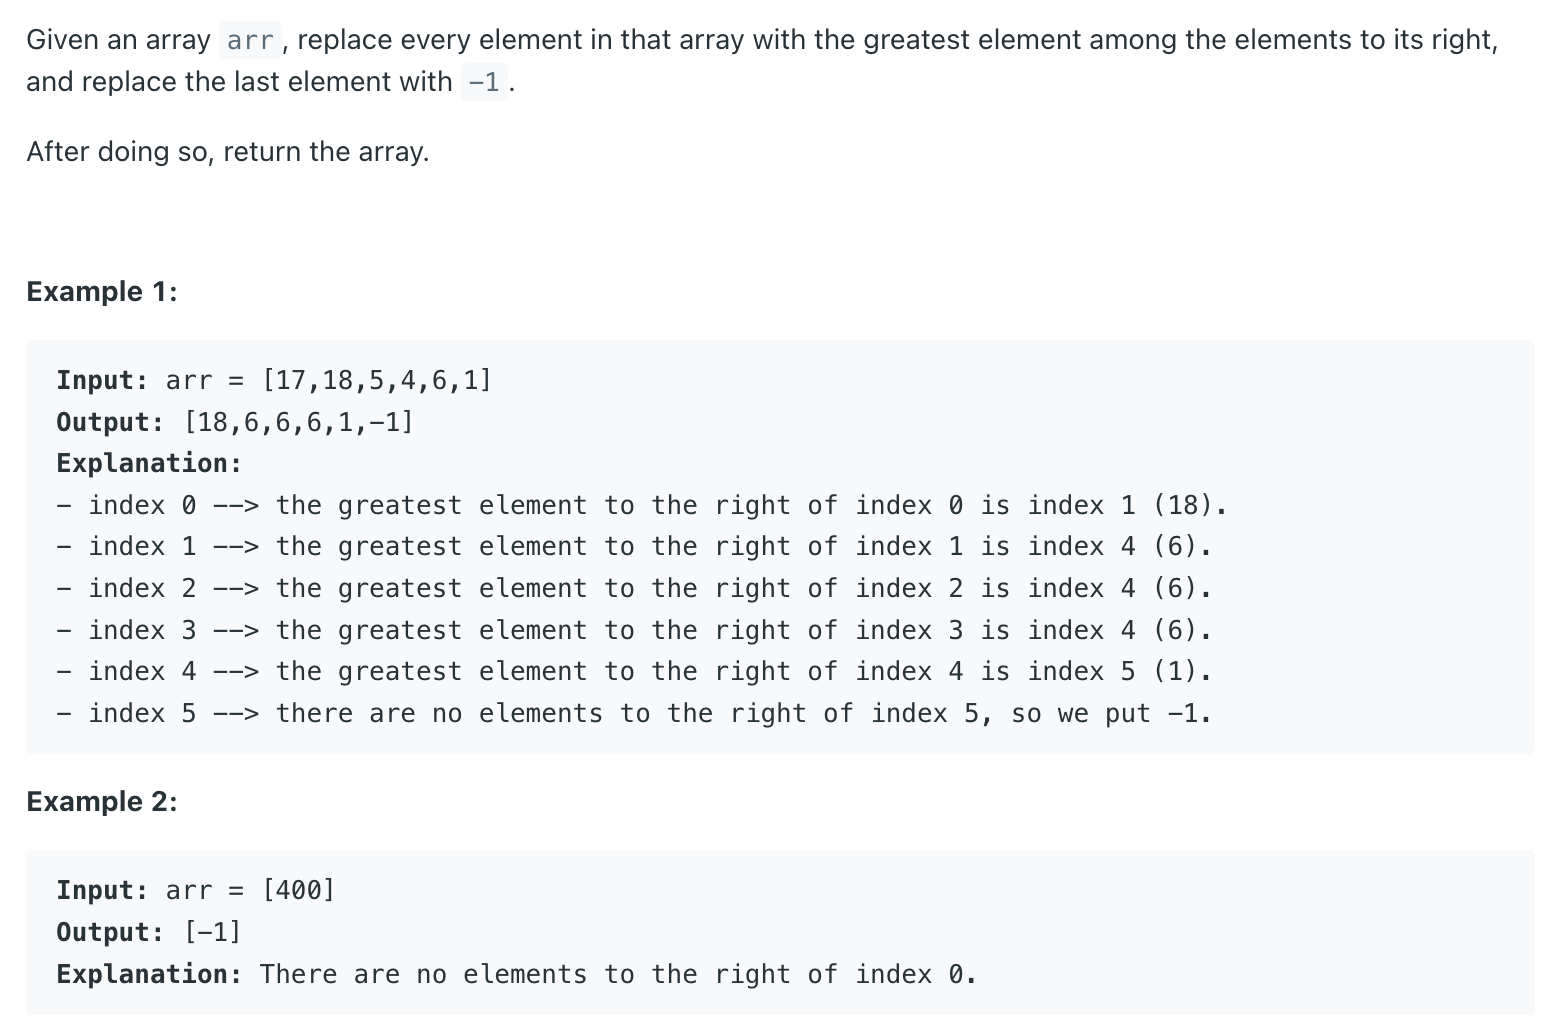 Given an array arr, replace every element in that array with the greatest element among the elements to its right,
and replace the last element with -1.
After doing so, return the array.
Example 1:
Input: arr = [17,18,5,4,6,1]
Output: [18,6,6,6,1,-1]
Explanation:
- index 0 --> the greatest element to the right of index 0 is index 1 (18).
- index 1 --> the greatest element to the right of index 1 is index 4 (6).
- index 2 --> the greatest element to the right of index 2 is index 4 (6).
- index 3 --> the greatest element to the right of index 3 is index 4 (6).
- index 4 --> the greatest element to the right of index 4 is index 5 (1).
- index 5 --> there are no elements to the right of index 5, so we put -1.
Example 2:
Input: arr = [400]
Output: [-1]
Explanation: There are no elements to the right of index 0.